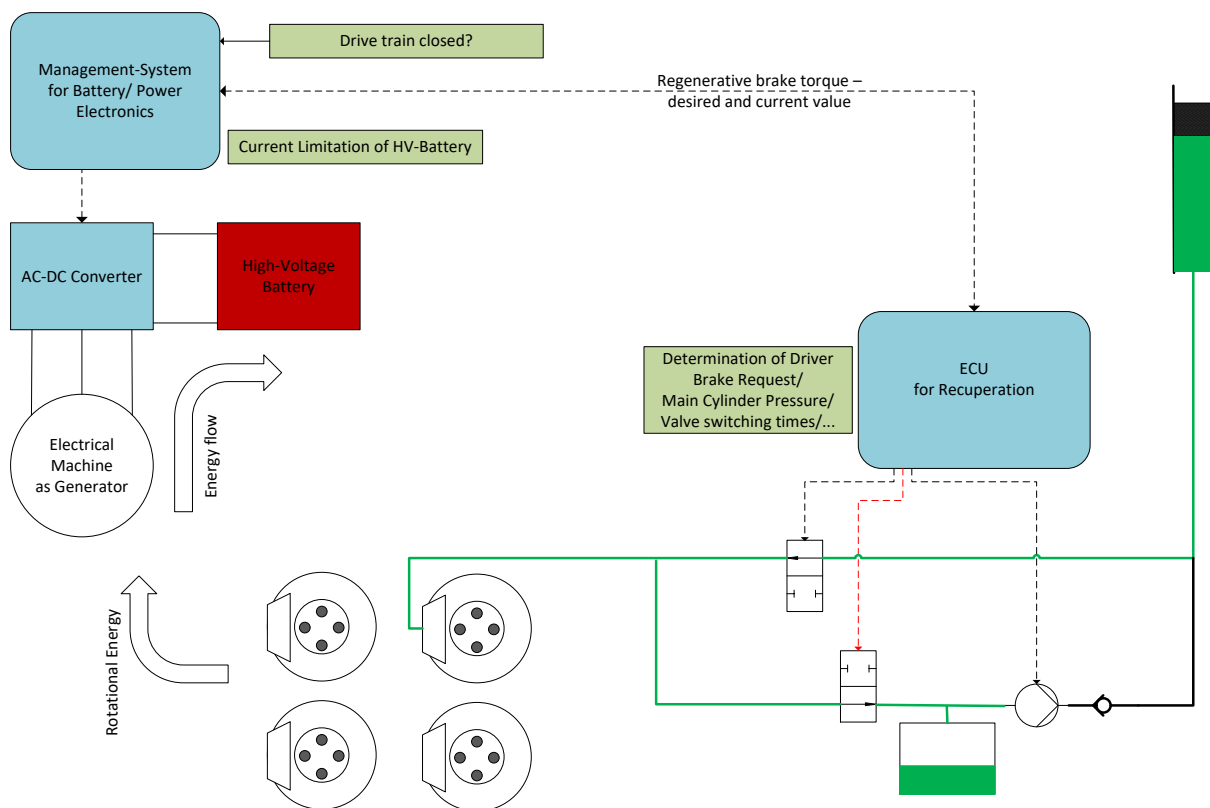 Management-System
for Battery/ Power
Electronics
Drive train closed?
Regenerative brake torque –
desired and current value
Current Limitation of HV-Battery
AC-DC Converter
High-Voltage
Battery
Determination of Driver
Brake Request/
Main Cylinder Pressure/
Valve switching times/...
ECU
for Recuperation
Electrical
Machine
as Generator
Energy flow
Rotational Energy